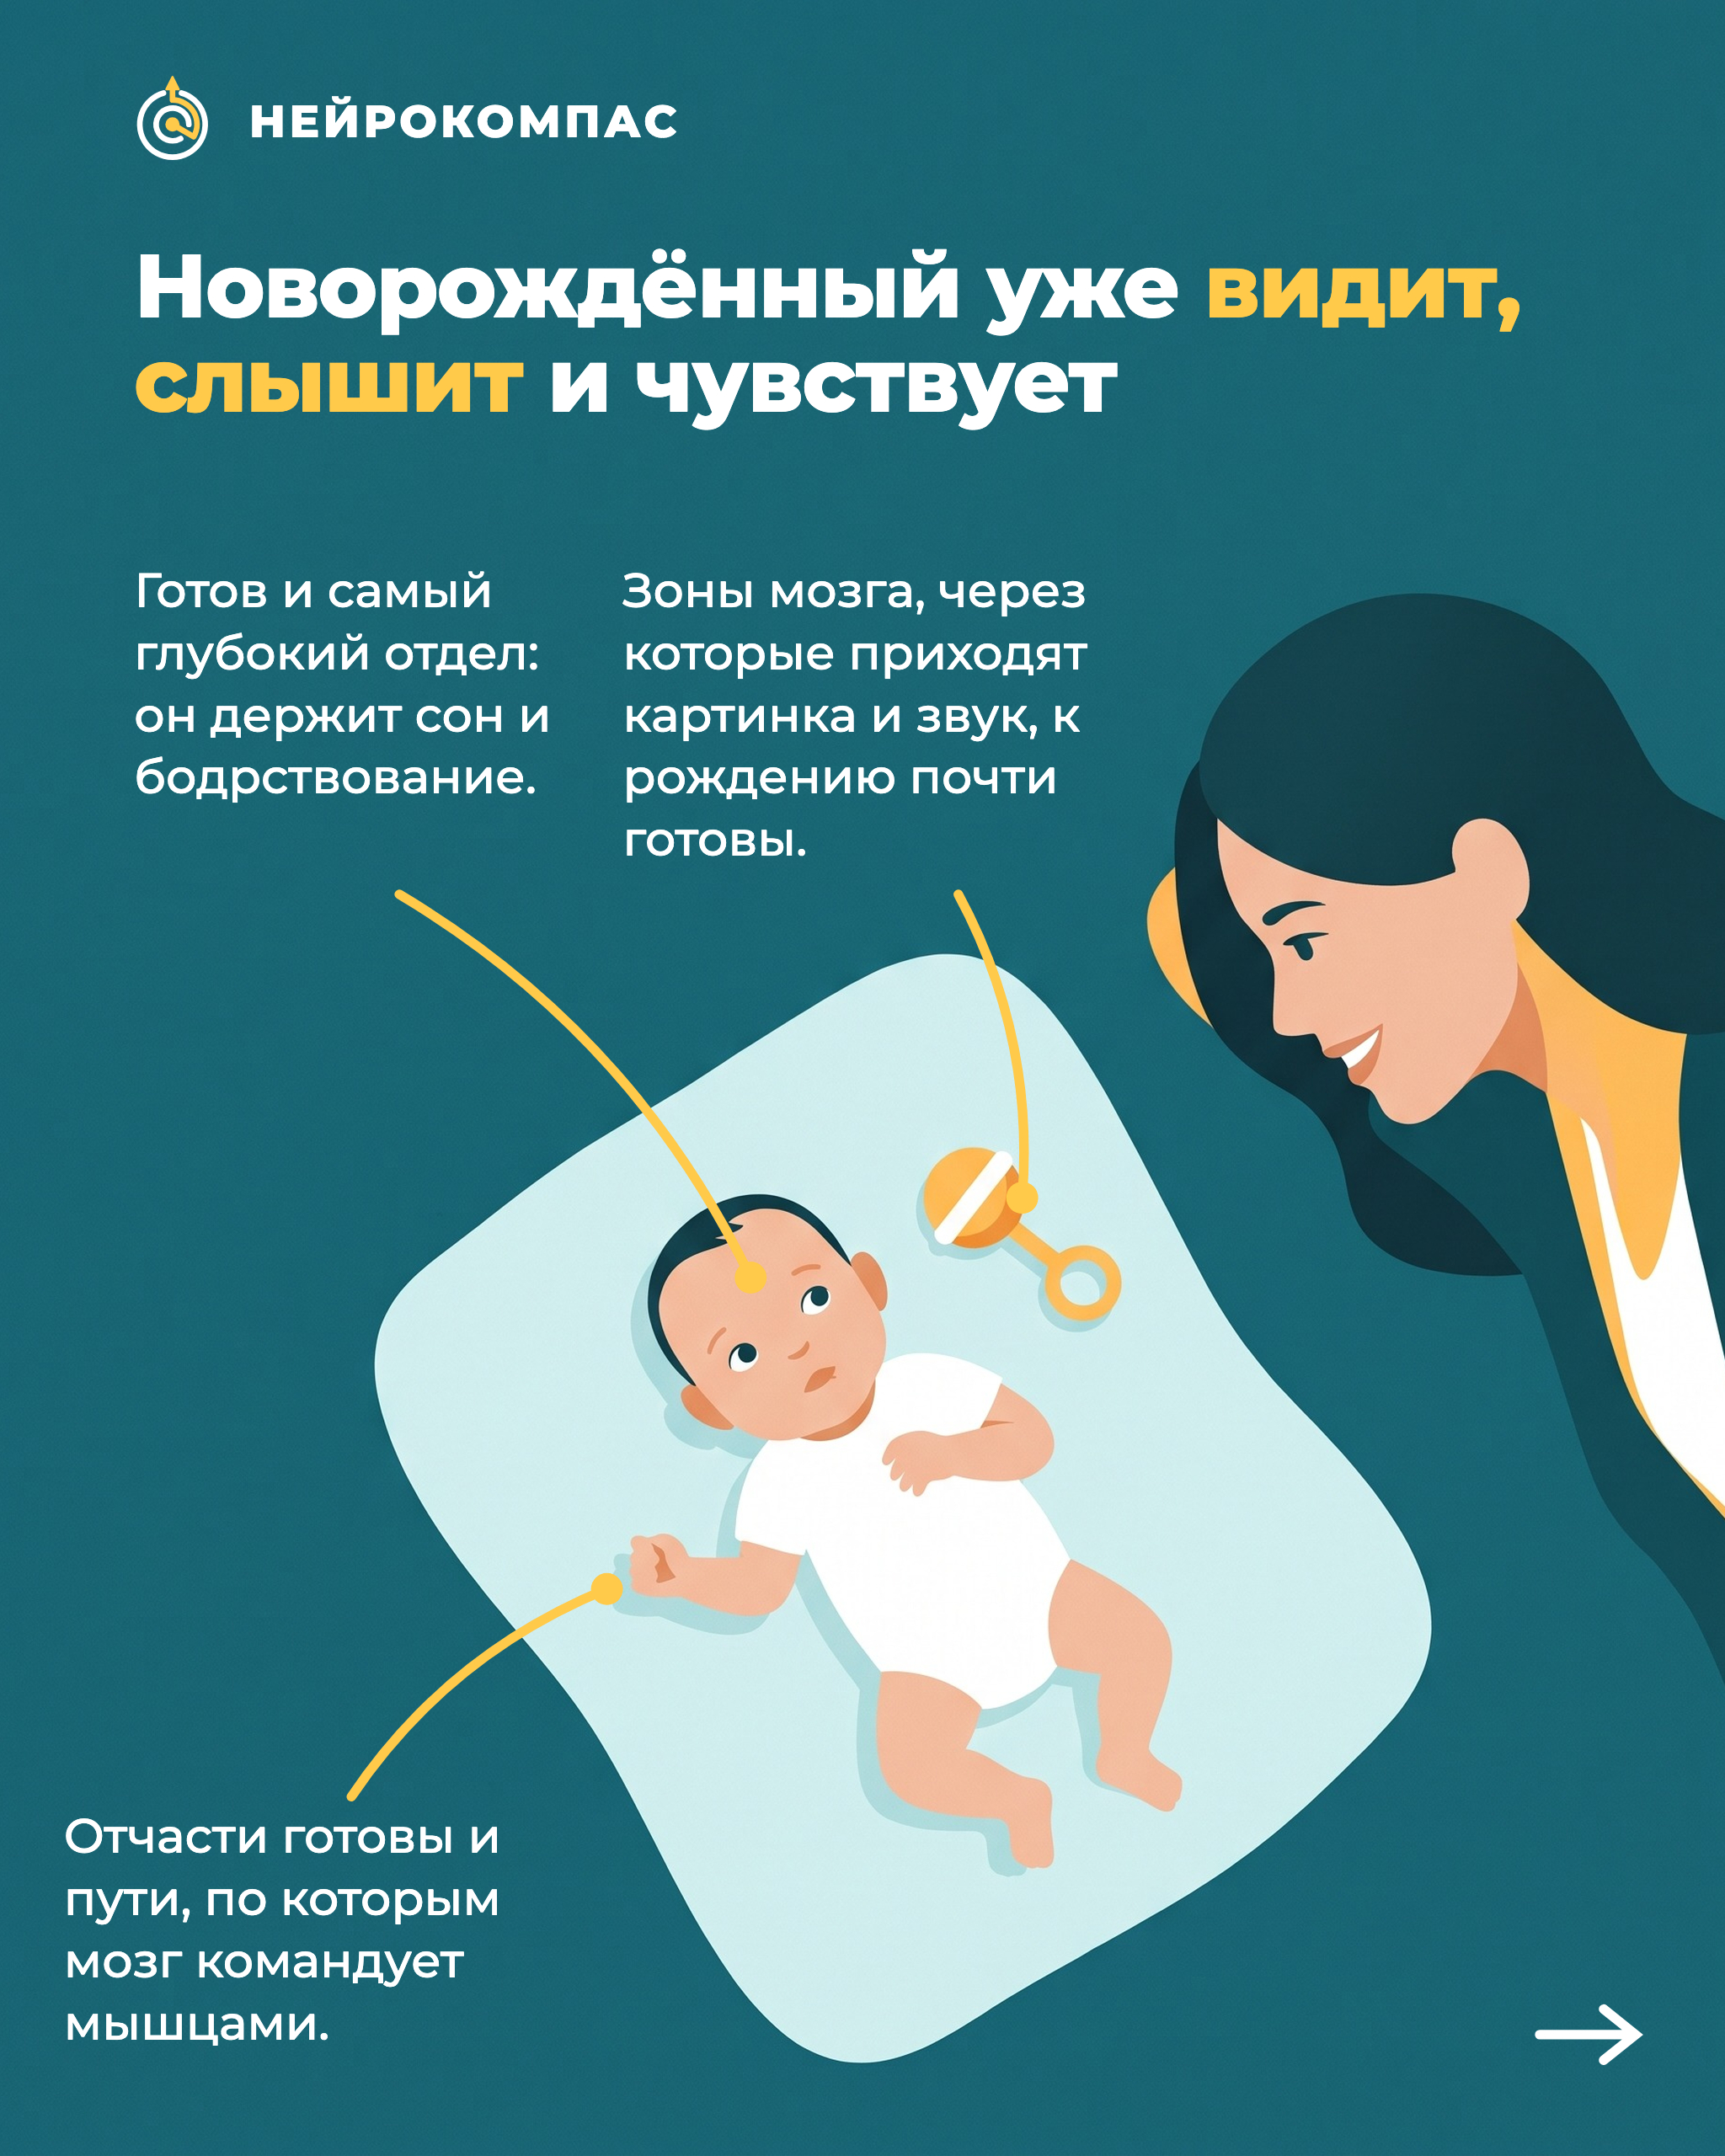 НЕЙРОКОМПАС
Новорождённый уже видит,
слышит и чувствует
Готов и самый
глубокий отдел:
он держит сон и
бодрствование.
Зоны мозга, через
которые приходят
картинка и звук, к
рождению почти
готовы.
Отчасти готовы и
пути, по которым
мозг командует
мышцами.